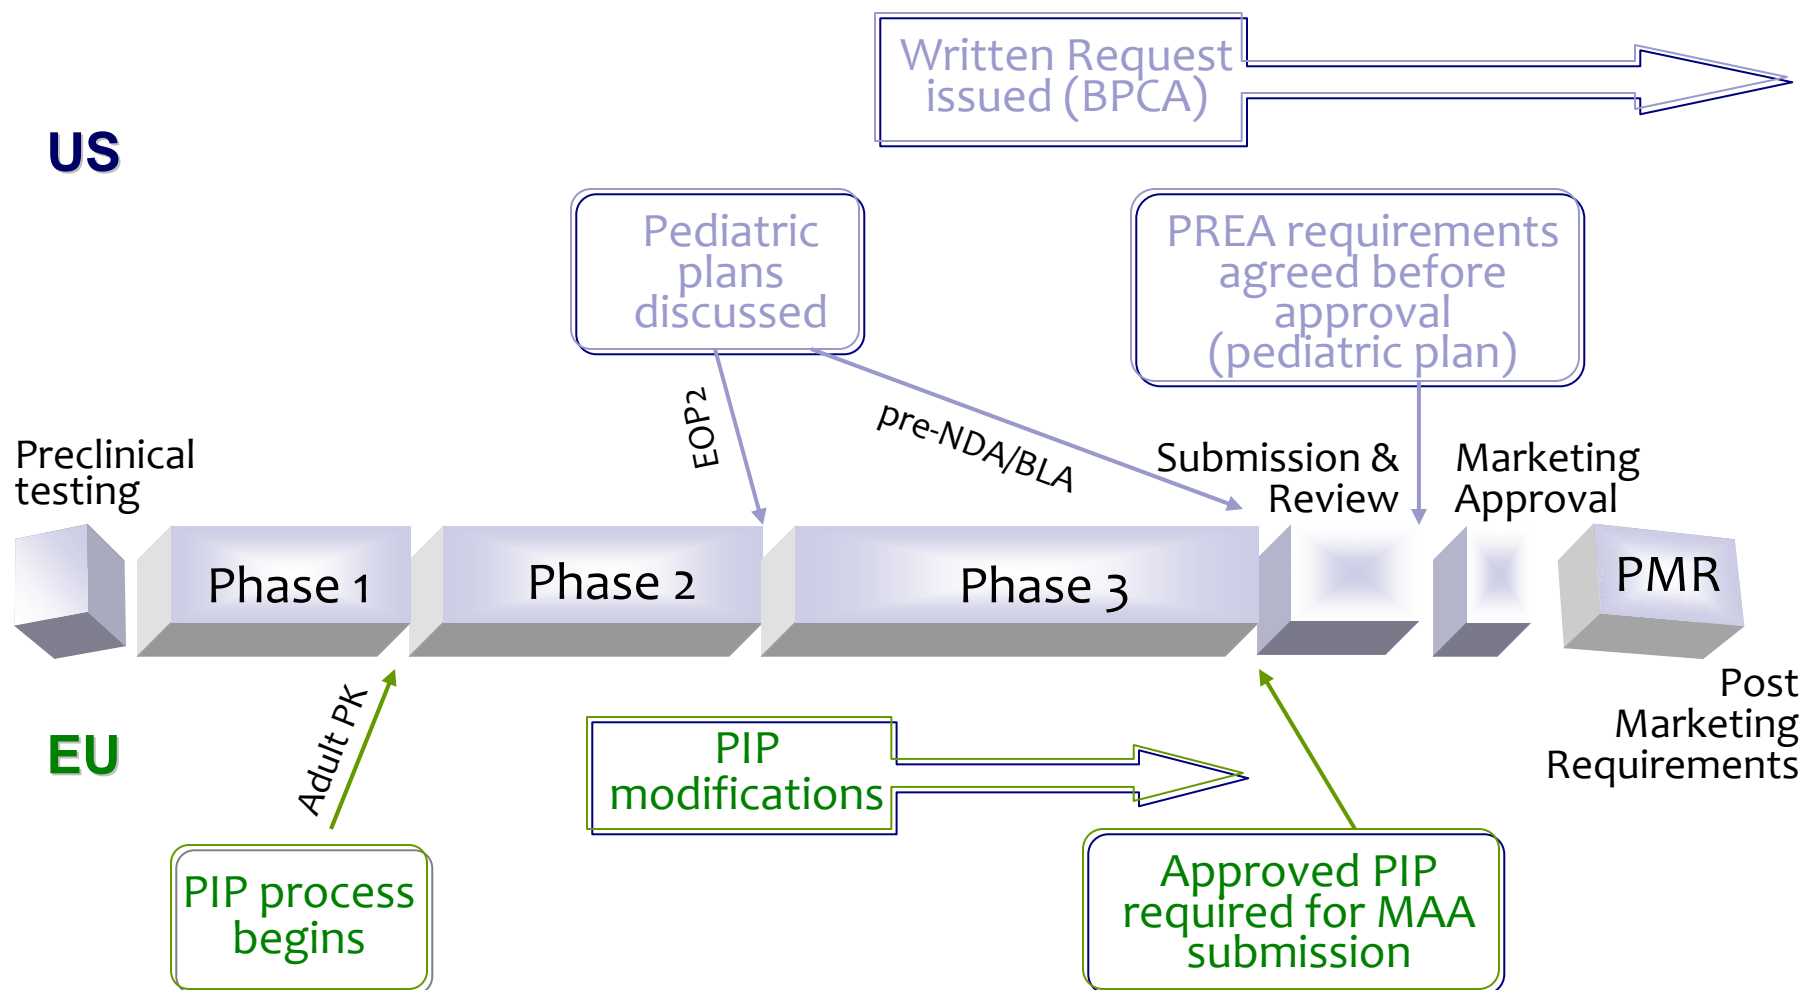 Written Request
issued (BPCA)
US
Pediatric
plans
discussed
PREA requirements
agreed before
approval
(pediatric plan)
EOP2
pre-NDA/BLA
Preclinical
testing
Submission &
Review
Marketing
Approval
Phase 1
Phase 2
Phase 3
PMR
Post
Marketing
Requirements
EU
Adult PK
PIP
modifications
PIP process
begins
Approved PIP
required for MAA
submission